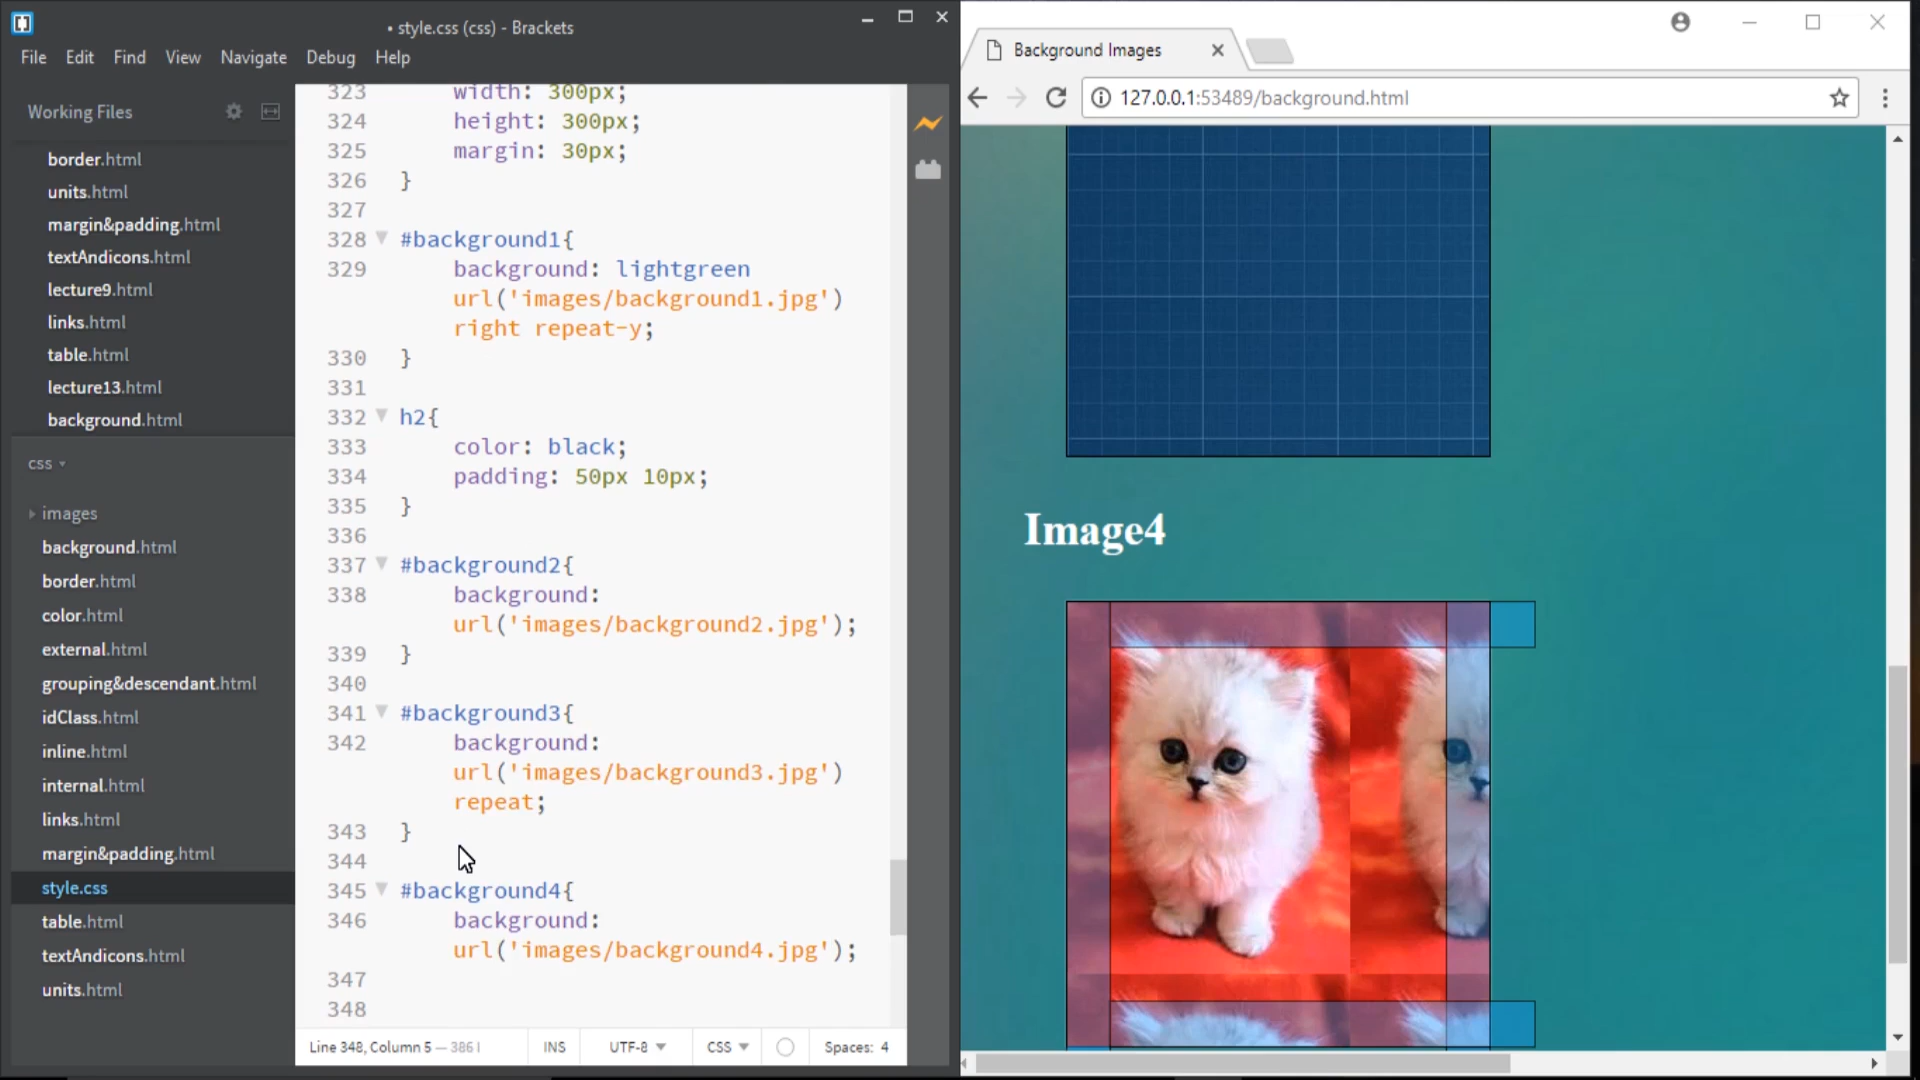 • style.css (css) - Brackets
File Edit Find View Navigate Debug Help
Working Files
border.html
units.html
margin&padding.html
textAndicons.html
lecture9.html
links.html
table.html
lecture13.html
background.html
css
images
background.html
border.html
color.html
external.html
grouping&descendant.html
idClass.html
inline.html
internal.html
links.html
margin&padding.html
style.css
table.html
textAndicons.html
units.html
323 width: 300px;
324 height: 300px;
325 margin: 30px;
326 }
327
328 #background1{
329 background: lightgreen
url('images/background1.jpg')
right repeat-y;
330 }
331
332 h2{
333 color: black;
334 padding: 50px 10px;
335 }
336
337 #background2{
338 background:
url('images/background2.jpg');
339 }
340
341 #background3{
342 background:
url('images/background3.jpg')
repeat;
343 }
344
345 #background4{
346 background:
url('images/background4.jpg');
347
348
Line 348, Column 5 — 386 l
INS UTF-8 CSS Spaces: 4
Background Images
127.0.0.1:53489/background.html
Image4